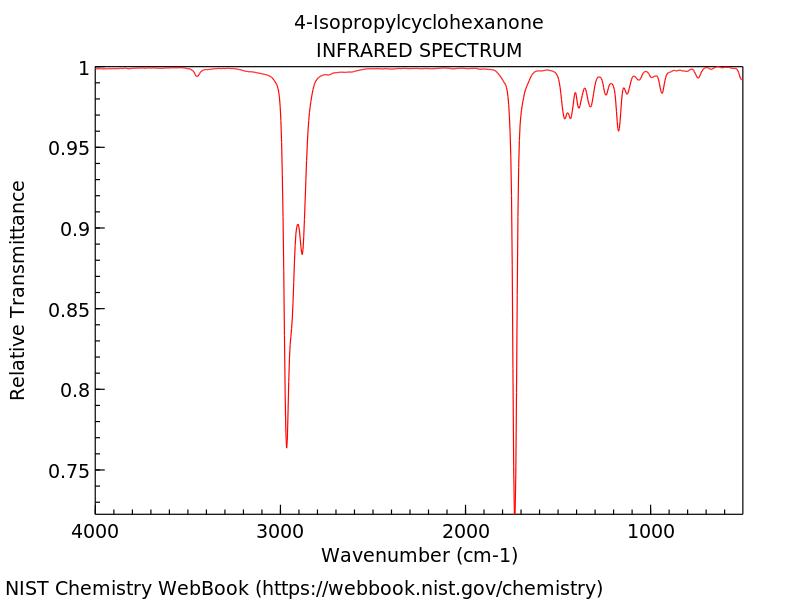 4-Isopropylcyclohexanone
INFRARED SPECTRUM
1
0.95
0.9
0.85
0.8
0.75
Relative Transmittance
4000 3000 2000 1000
Wavenumber (cm-1)
NIST Chemistry WebBook (https://webbook.nist.gov/chemistry)